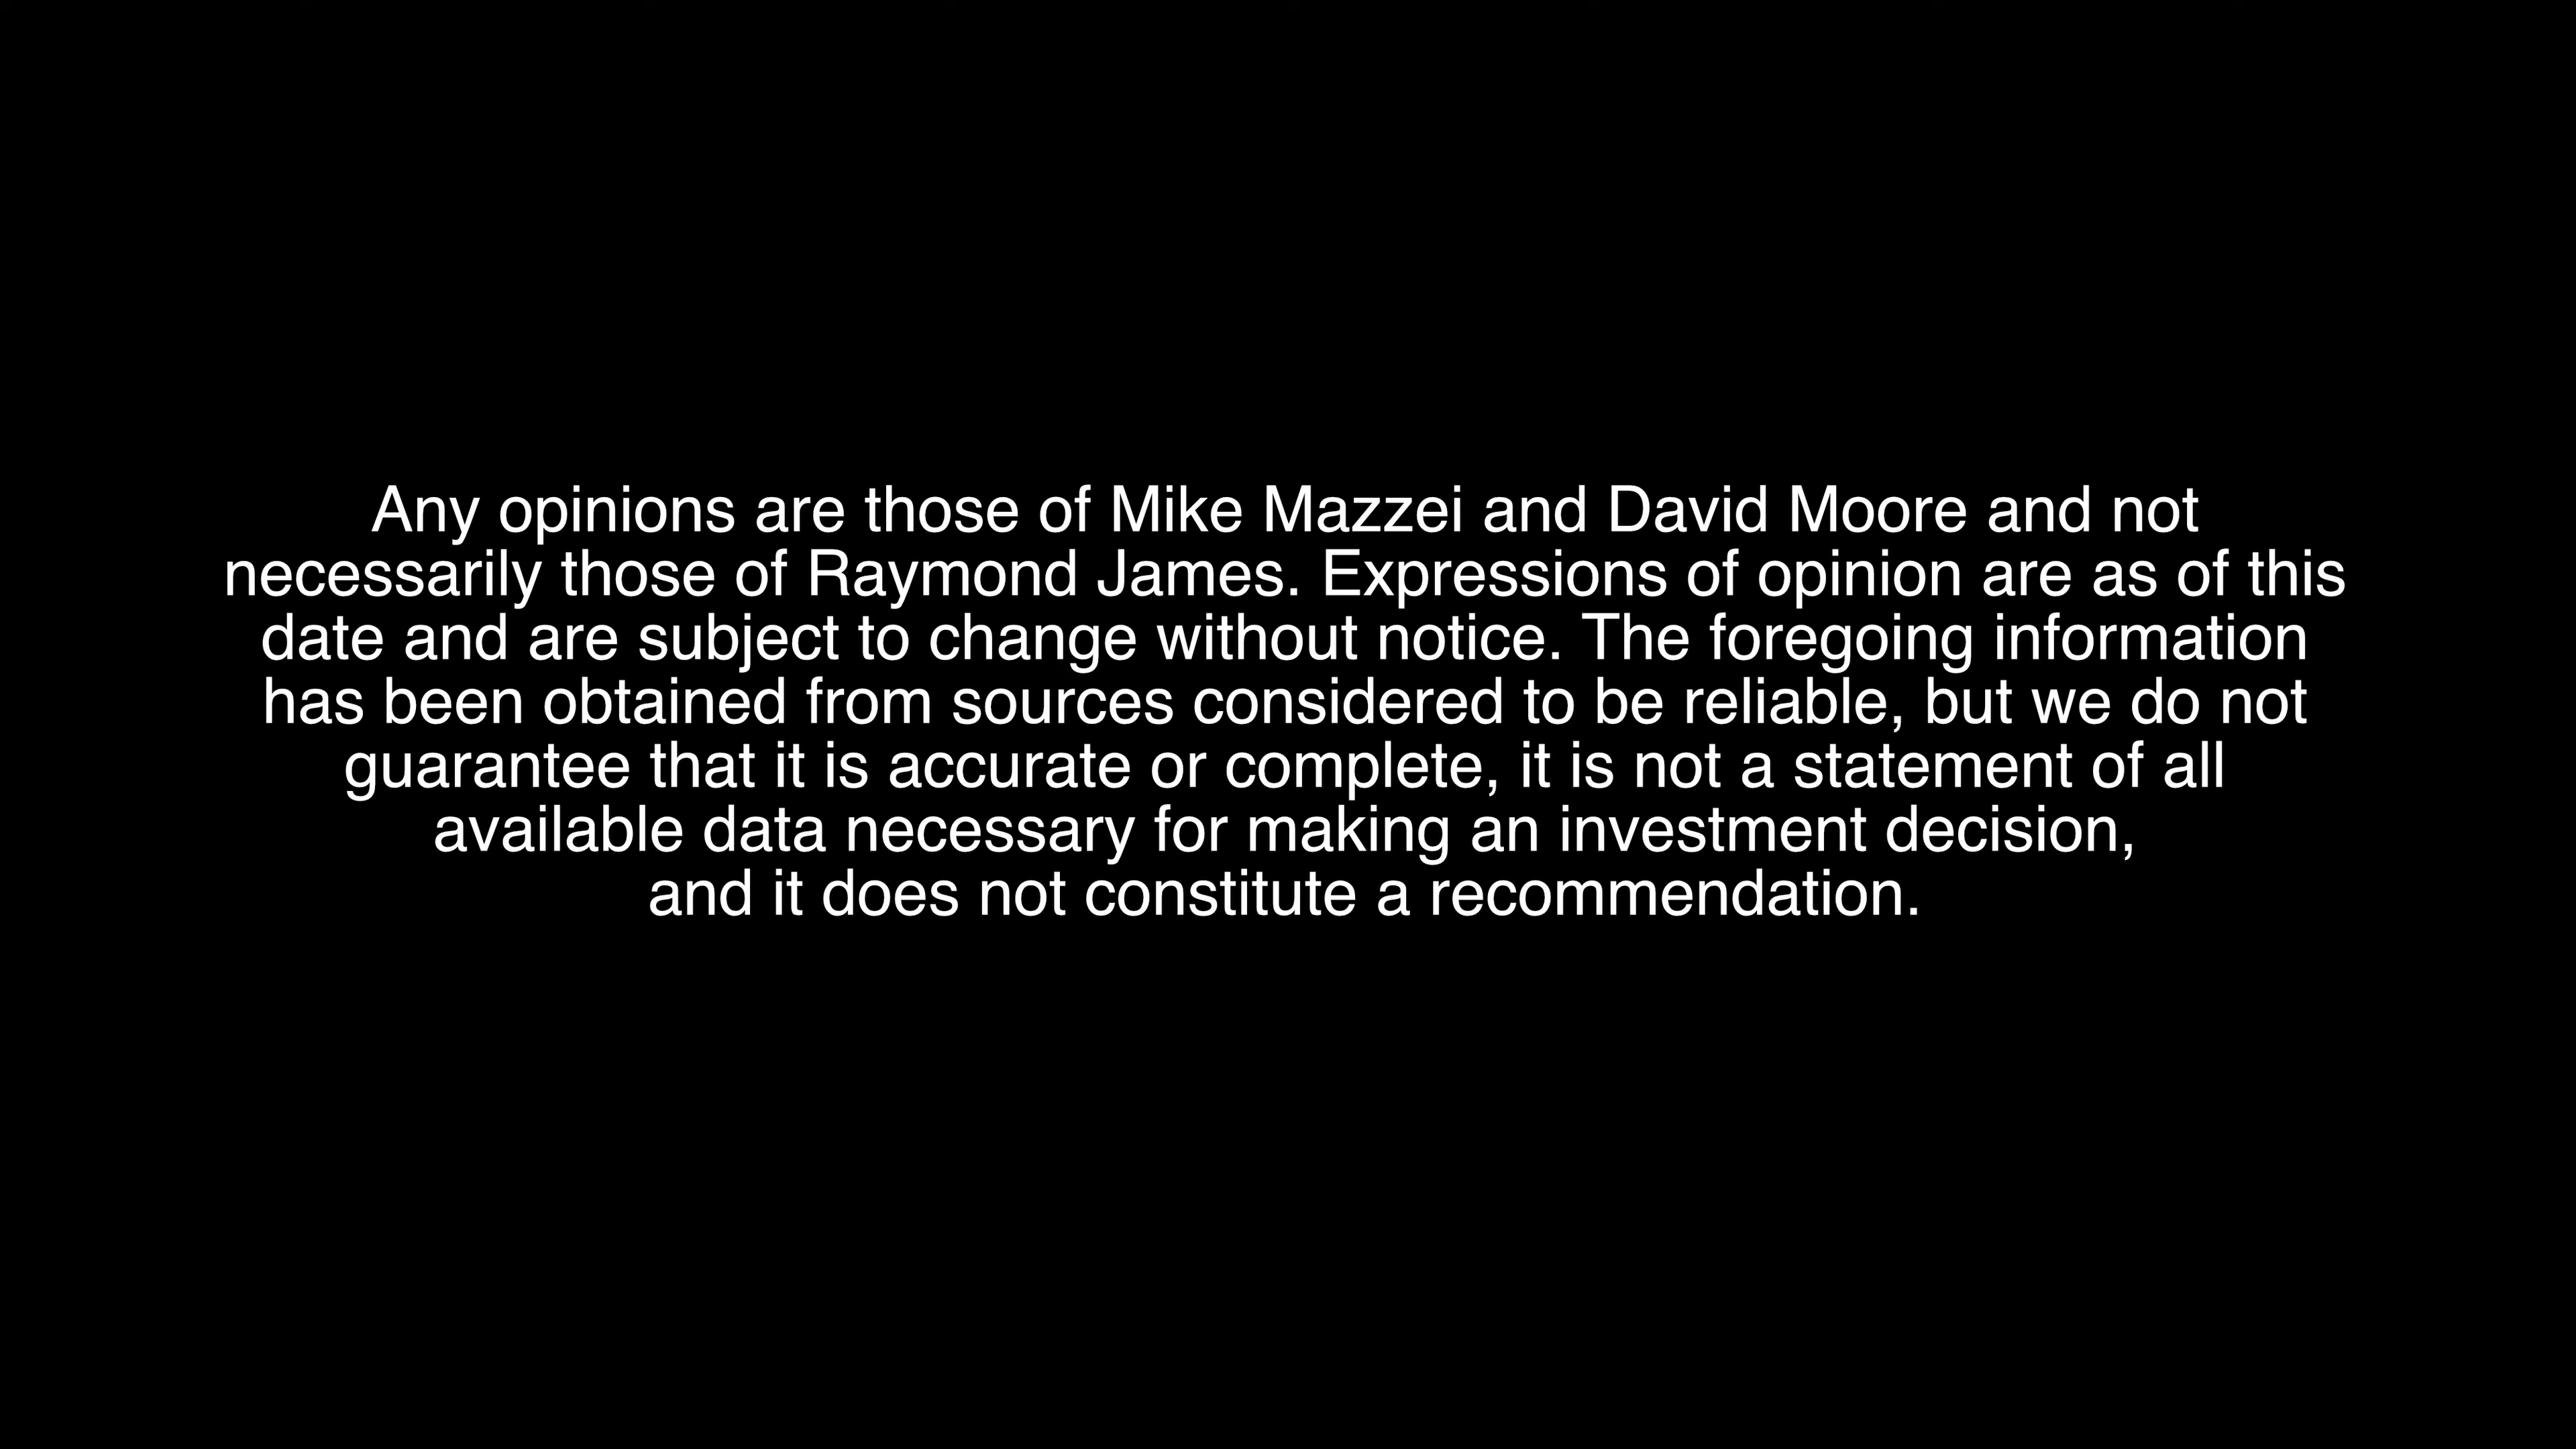 Any opinions are those of Mike Mazzei and David Moore and not
necessarily those of Raymond James. Expressions of opinion are as of this
date and are subject to change without notice. The foregoing information
has been obtained from sources considered to be reliable, but we do not
guarantee that it is accurate or complete, it is not a statement of all
available data necessary for making an investment decision,
and it does not constitute a recommendation.